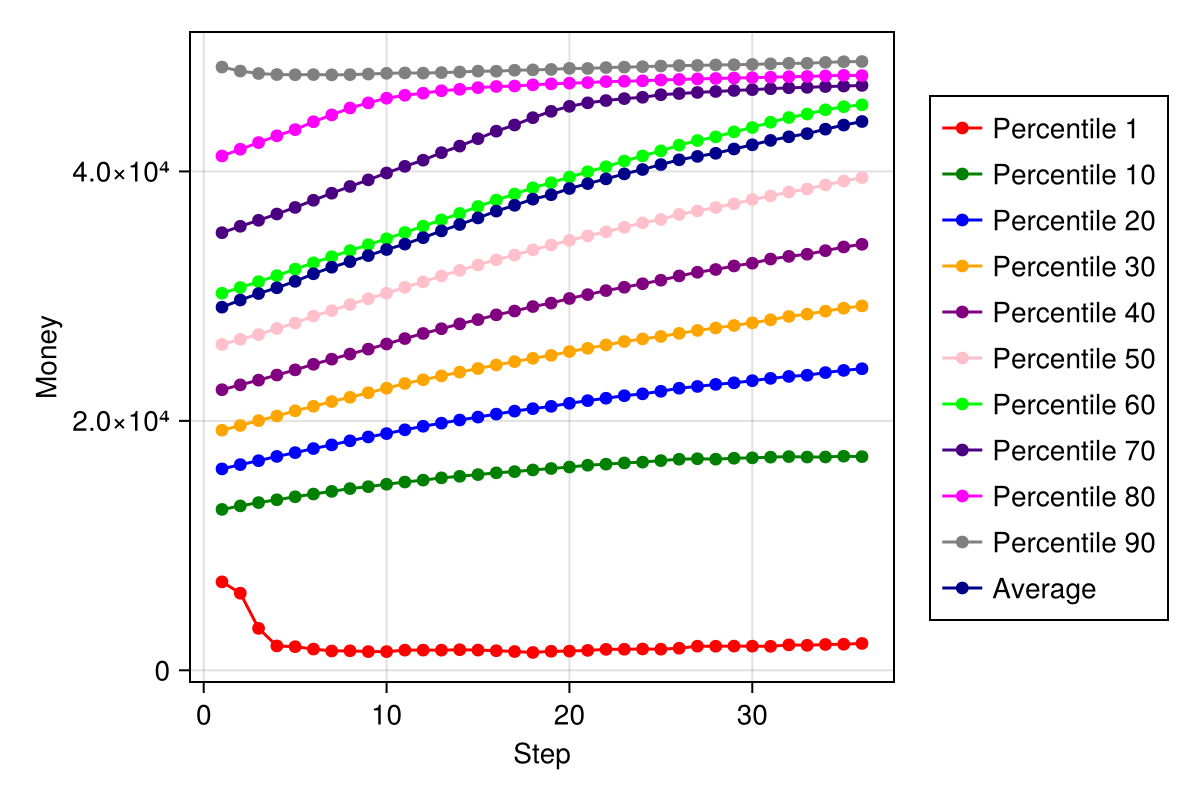 Money
4.0×10⁴
2.0×10⁴
0
0 10 20 30
Step
Percentile 1
Percentile 10
Percentile 20
Percentile 30
Percentile 40
Percentile 50
Percentile 60
Percentile 70
Percentile 80
Percentile 90
Average